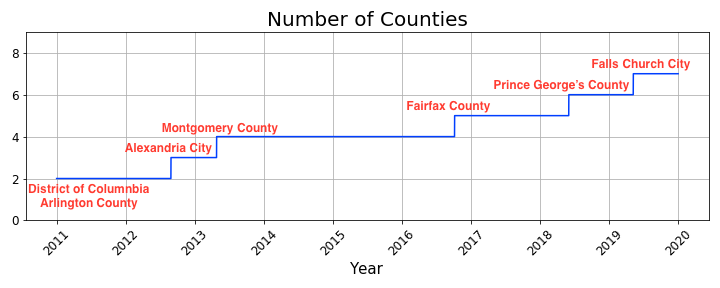 Number of Counties
8
6
4
2
0
Falls Church City
Prince George's County
Fairfax County
Montgomery County
Alexandria City
District of Columnbia
Arlington County
2011 2012 2013 2014 2015 2016 2017 2018 2019 2020
Year